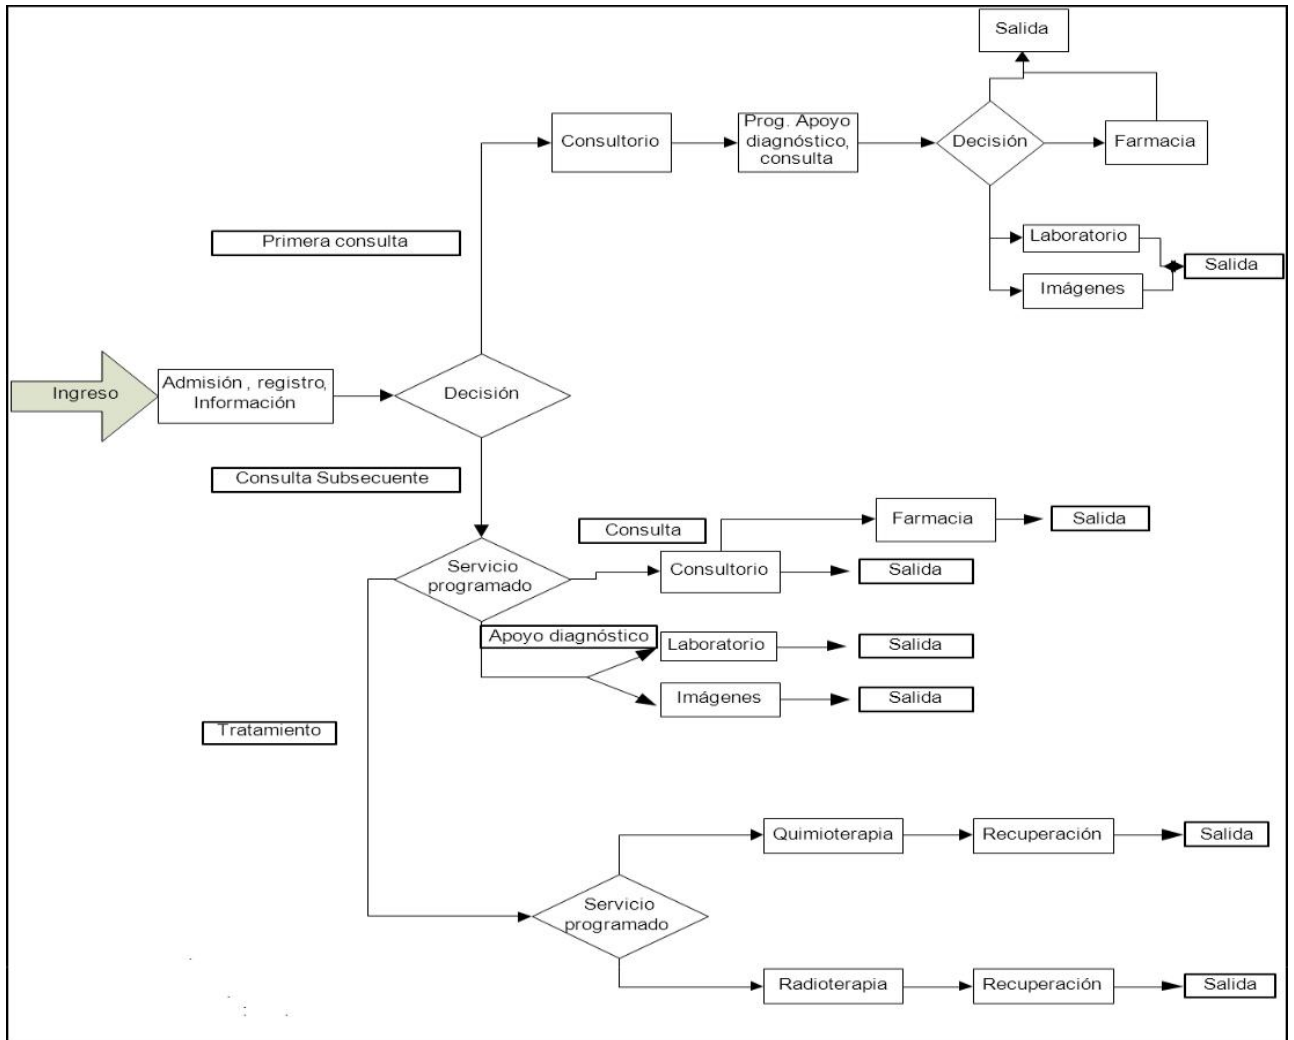 Salida
Consultorio
Prog. Apoyo
diagnóstico,
consulta
Decisión
Farmacia
Primera consulta
Laboratorio
Imágenes
Salida
Ingreso
Admisión , registro,
Información
Decisión
Consulta Subsecuente
Servicio
programado
Consulta
Farmacia
Salida
Consultorio
Salida
Apoyo diagnóstico
Laboratorio
Salida
Imágenes
Salida
Tratamiento
Quimioterapia
Recuperación
Salida
Servicio
programado
Radioterapia
Recuperación
Salida